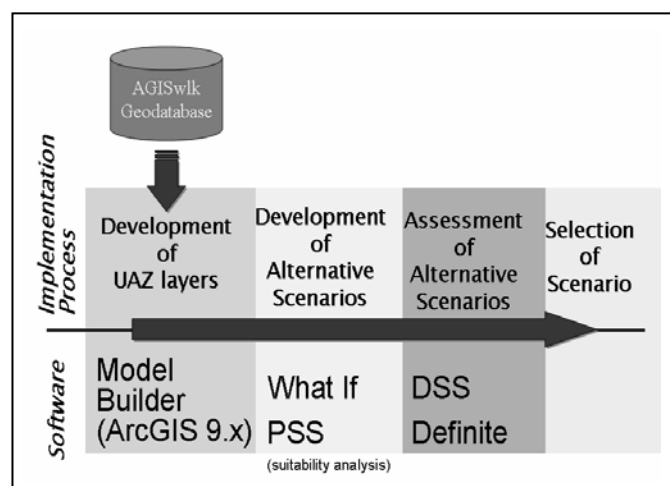 AGISwlk
Geodatabase
Implementation
Process
Development
of
UAZ layers
Development
of
Alternative
Scenarios
Assessment
of
Alternative
Scenarios
Selection
of
Scenario
Software
Model
Builder
(ArcGIS 9.x)
What If
PSS
(suitability analysis)
DSS
Definite